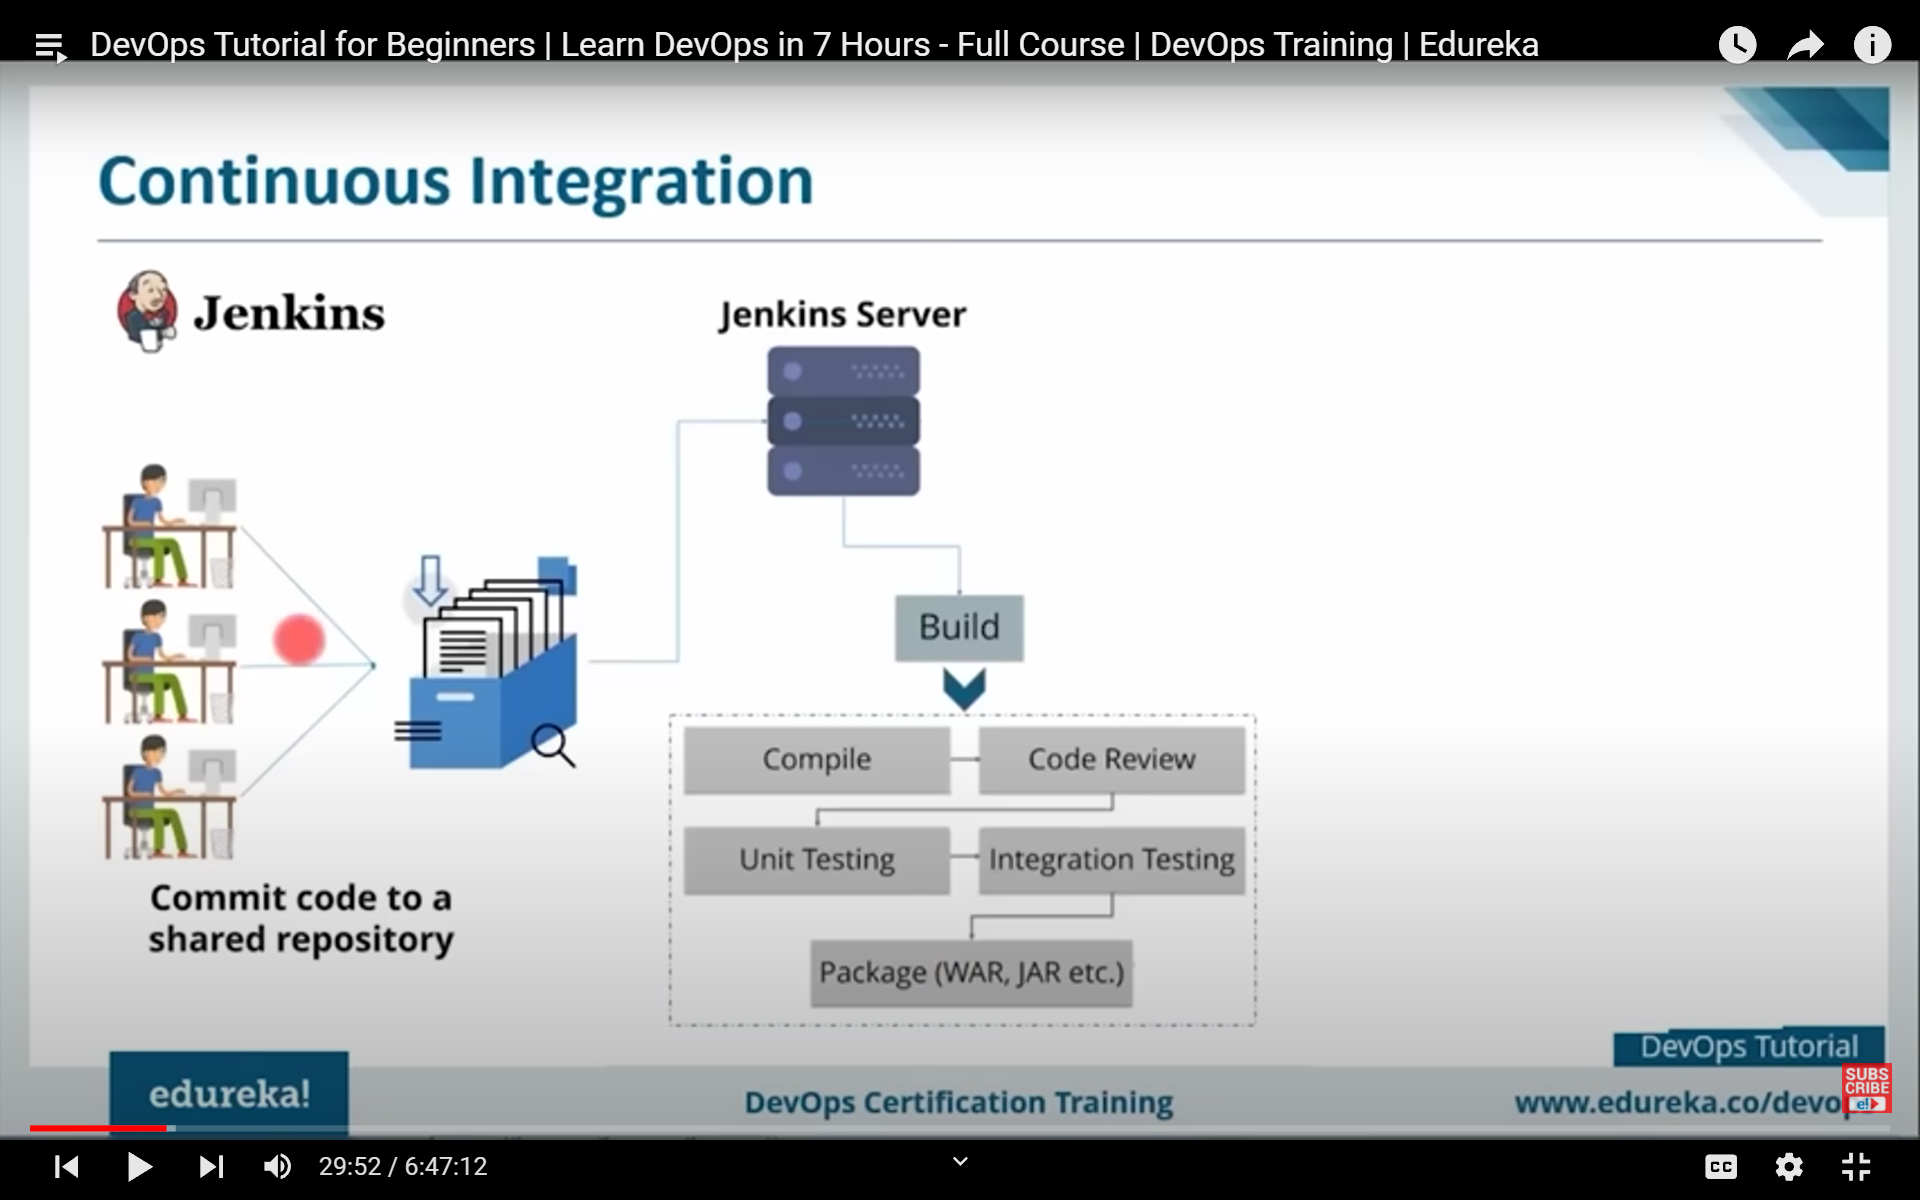 DevOps Tutorial for Beginners | Learn DevOps in 7 Hours - Full Course | DevOps Training | Edureka
Continuous Integration
Jenkins
Jenkins Server
Build
Compile
Code Review
Unit Testing
Integration Testing
Package (WAR, JAR etc.)
Commit code to a
shared repository
DevOps Tutorial
edureka!
DevOps Certification Training
www.edureka.co/devops
SUBS
CRIBE
e!
29:52 / 6:47:12
CC